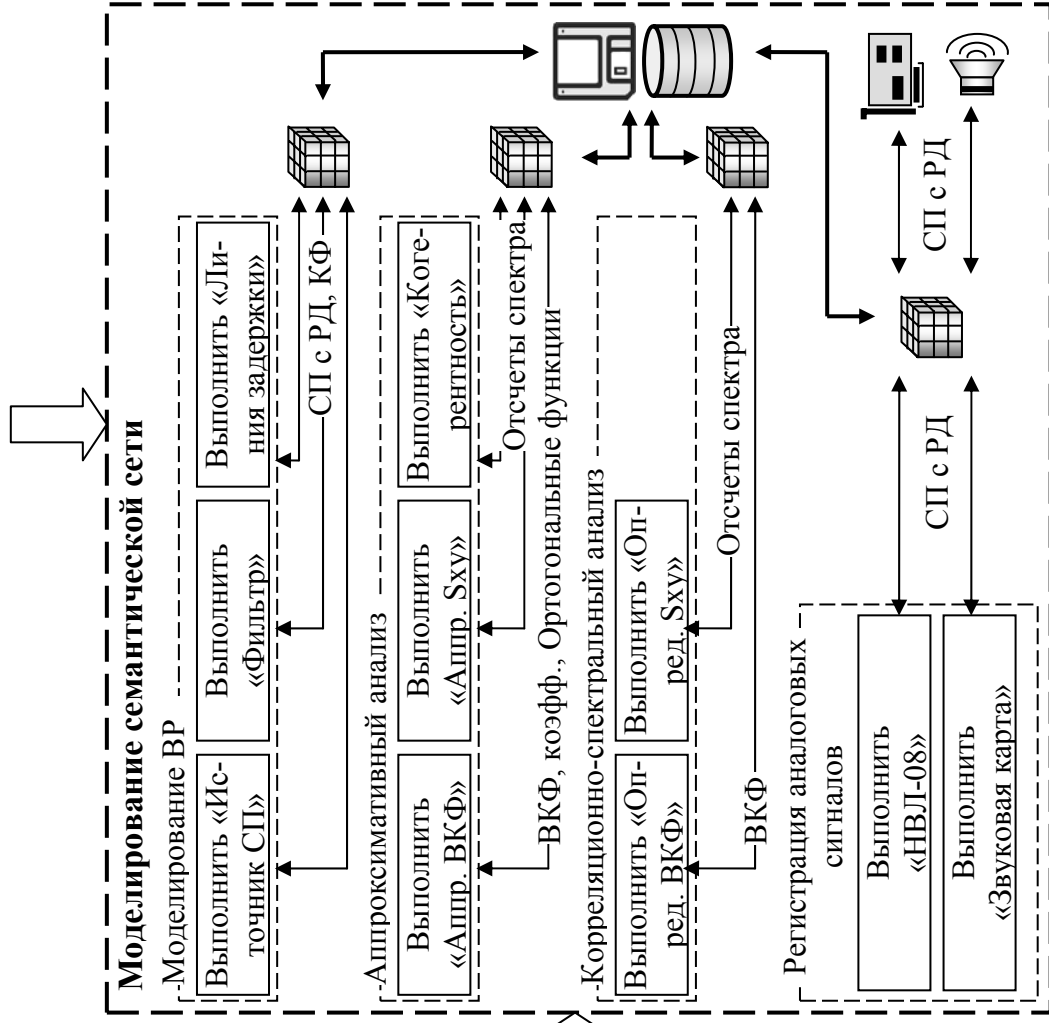 Моделирование семантической сети
Моделирование ВР
Выполнить «Ис-
точник СП»
Выполнить
«Фильтр»
Выполнить «Ли-
ния задержки»
СП с РД, КФ
Аппроксимативный анализ
Выполнить
«Аппр. ВКФ»
Выполнить
«Аппр. Sxy»
Выполнить «Коге-
рентность»
Отсчеты спектра
ВКФ, коэфф., Ортогональные функции
Корреляционно-спектральный анализ
Выполнить «Оп-
ред. ВКФ»
Выполнить «Оп-
ред. Sxy»
Отсчеты спектра
ВКФ
Регистрация аналоговых
сигналов
Выполнить
«НВЛ-08»
Выполнить
«Звуковая карта»
СП с РД
СП с РД